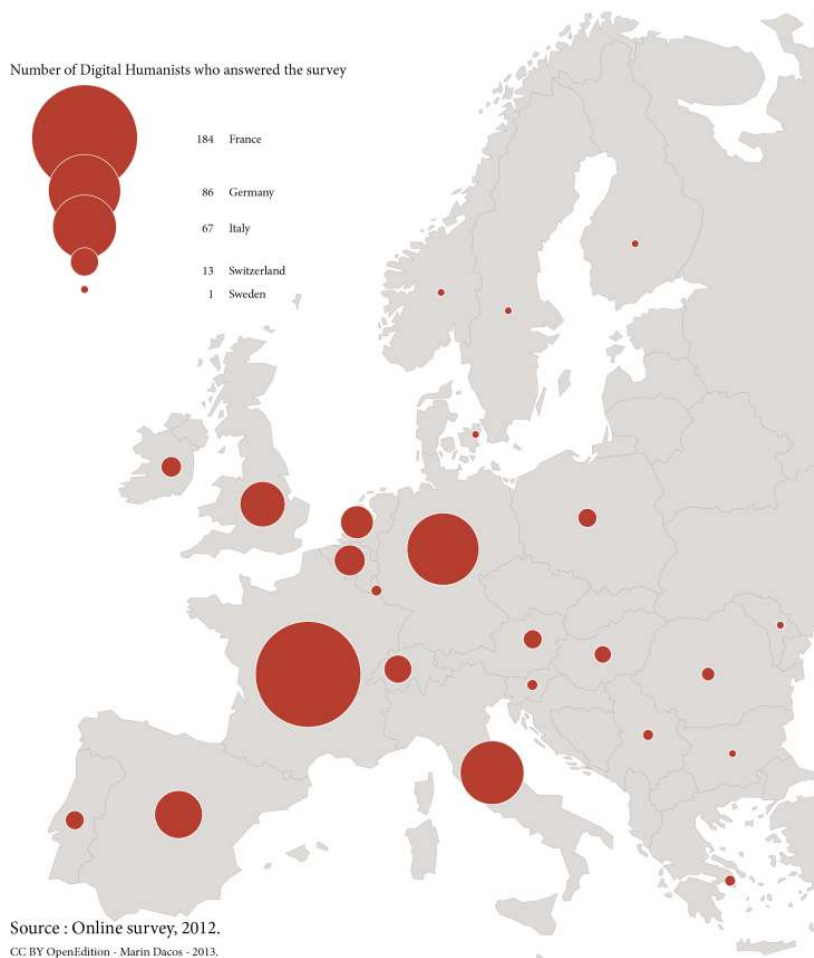 Number of Digital Humanists who answered the survey
184 France
86 Germany
67 Italy
13 Switzerland
1 Sweden
Source : Online survey, 2012.
CC BY OpenEdition - Marin Dacos - 2013.